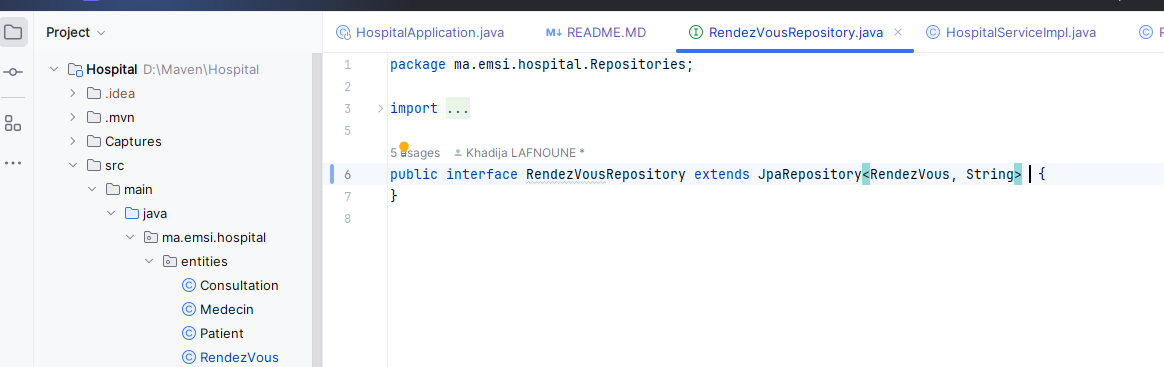 Project
HospitalApplication.java
README.MD
RendezVousRepository.java
HospitalServiceImpl.java
Hospital D:\Maven\Hospital
.idea
.mvn
Captures
src
main
java
ma.emsi.hospital
entities
Consultation
Medecin
Patient
RendezVous
1 package ma.emsi.hospital.Repositories;
2
3 import ...
5
5 usages Khadija LAFNOUNE *
6 public interface RendezVousRepository extends JpaRepository<RendezVous, String> {
7 }
8